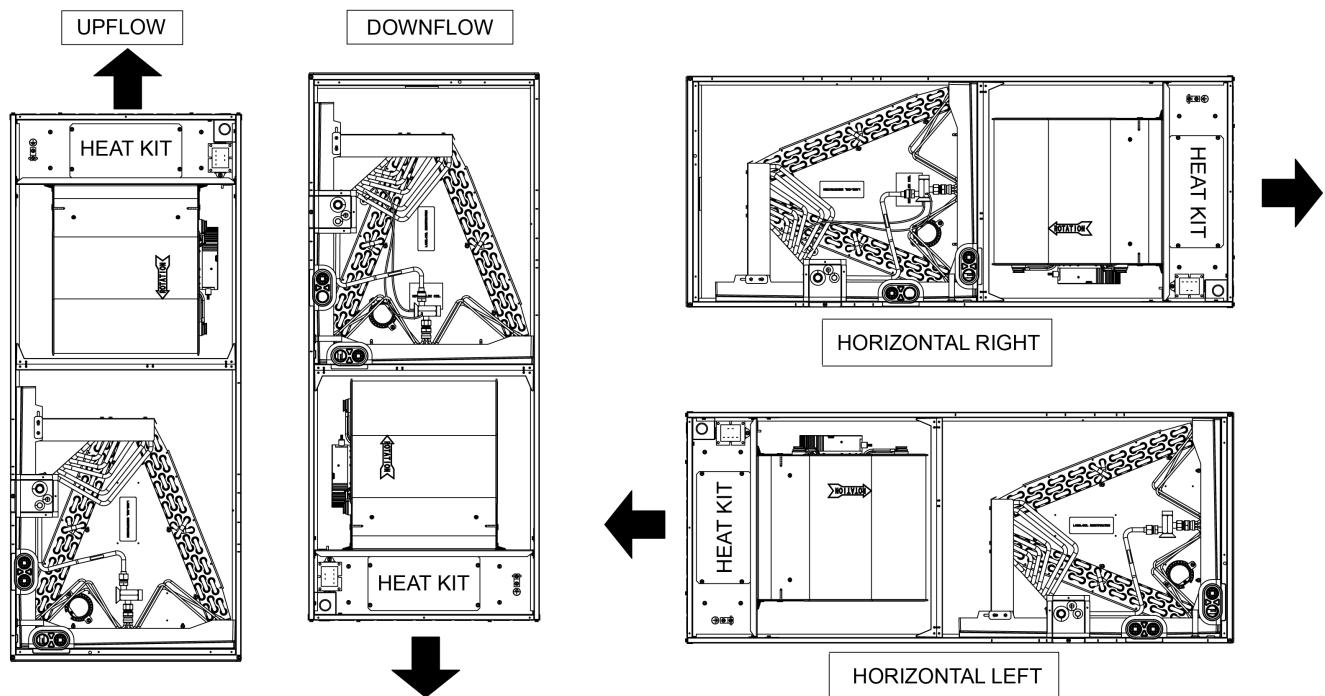 UPFLOW
DOWNFLOW
HEAT KIT
ROTATION
HEAT KIT
ROTATION
HORIZONTAL RIGHT
ROTATION
HEAT KIT
HEAT KIT
ROTATION
HORIZONTAL LEFT